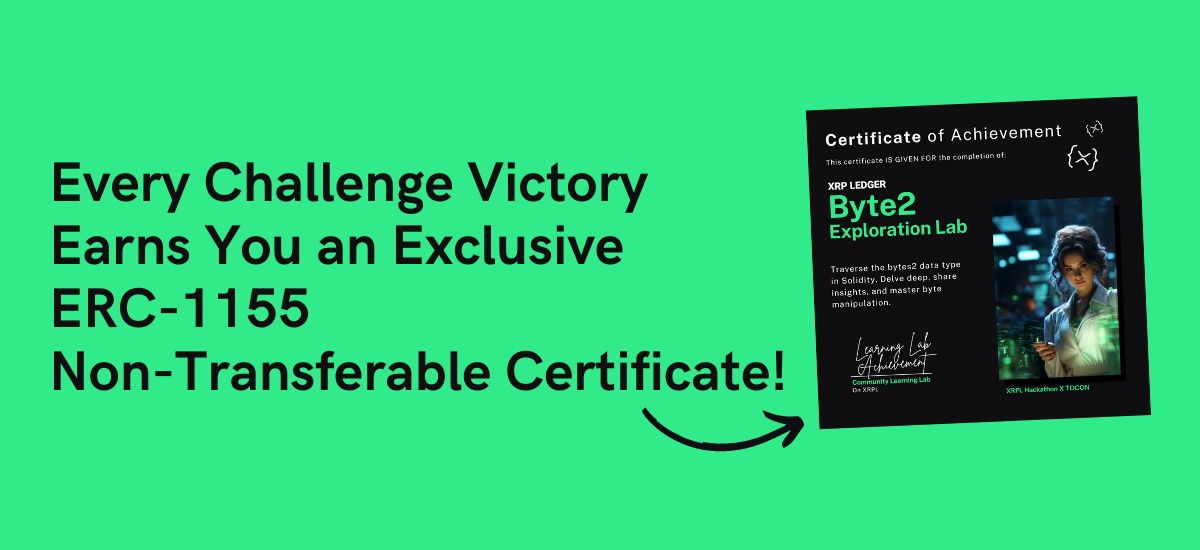 Every Challenge Victory
Earns You an Exclusive
ERC-1155
Non-Transferable Certificate!
Certificate of Achievement
This certificate IS GIVEN FOR the completion of:
XRP LEDGER
Byte2
Exploration Lab
Traverse the bytes2 data type
in Solidity. Delve deep, share
insights, and master byte
manipulation.
Learning Lab
Achievement
Community Learning Lab
On XRPL
XRPL Hackathon X TOCON